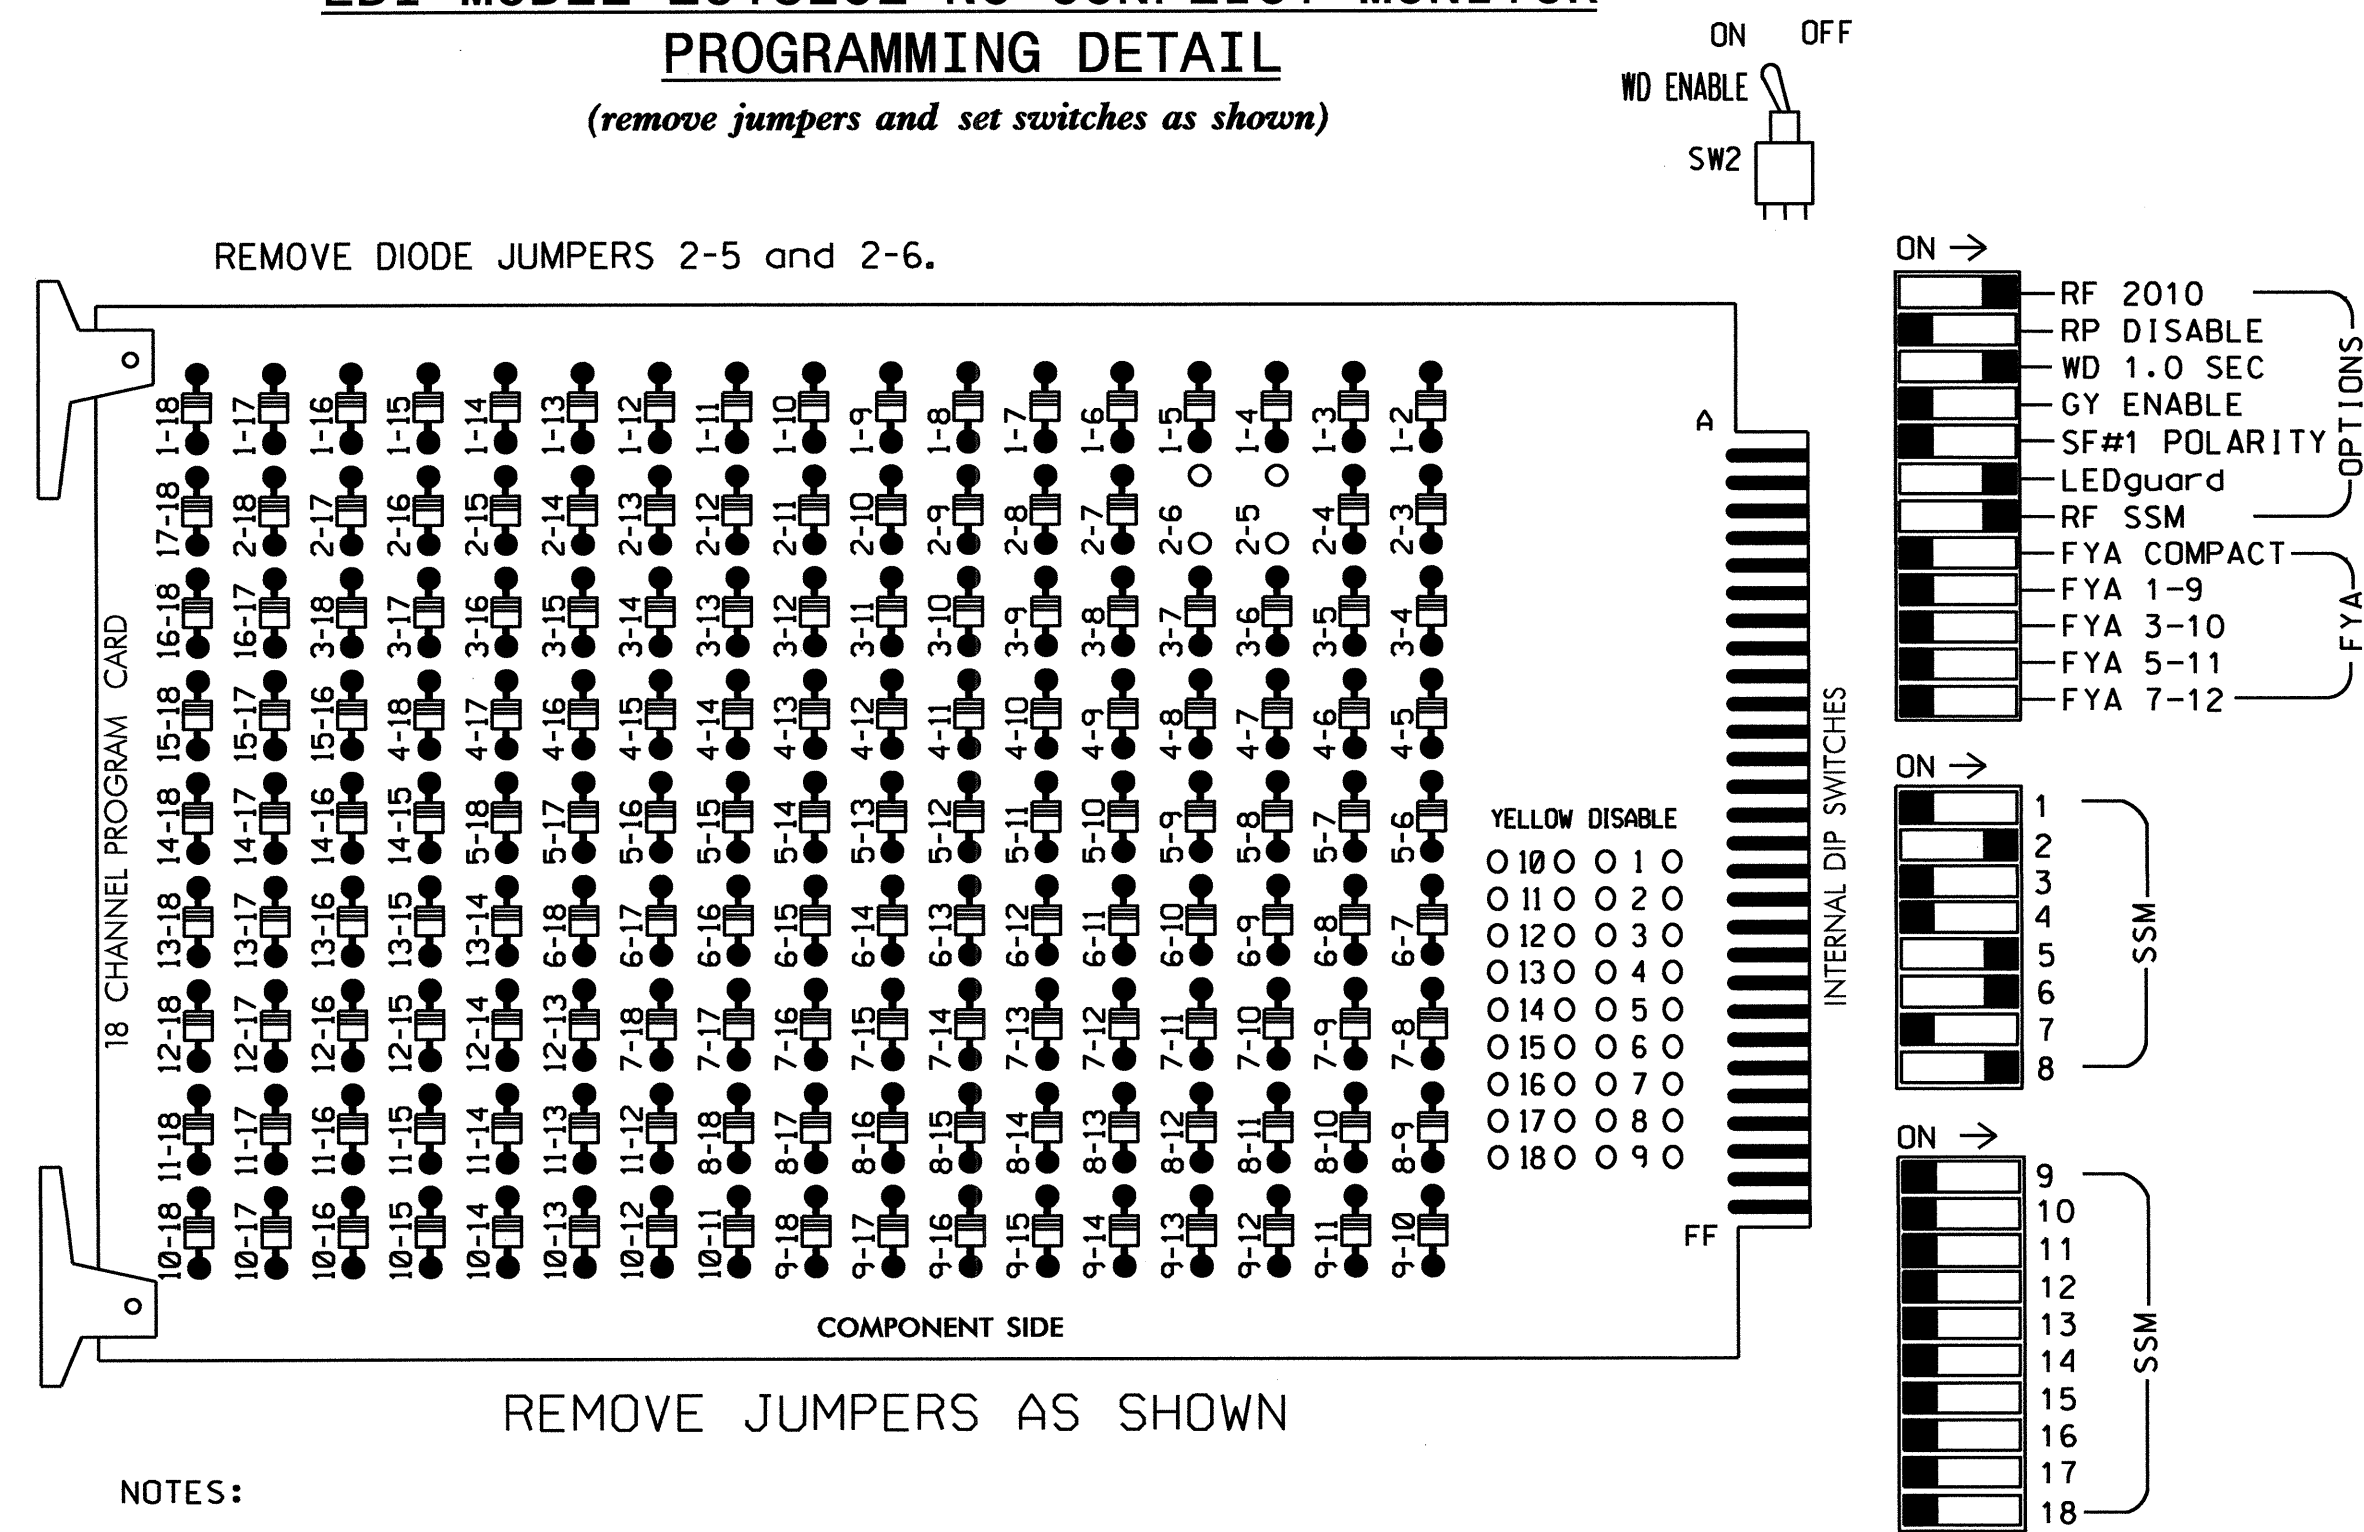 EDI MODEL 2018ECL-NC CONFLICT MONITOR
PROGRAMMING DETAIL
(remove jumpers and set switches as shown)
ON OFF
WD ENABLE
SW2
REMOVE DIODE JUMPERS 2-5 and 2-6.
18 CHANNEL PROGRAM CARD
1-18 1-17 1-16 1-15 1-14 1-13 1-12 1-11 1-10 1-9 1-8 1-7 1-6 1-5 1-4 1-3 1-2
17-18 2-18 2-17 2-16 2-15 2-14 2-13 2-12 2-11 2-10 2-9 2-8 2-7 2-6 2-5 2-4 2-3
16-18 16-17 3-18 3-17 3-16 3-15 3-14 3-13 3-12 3-11 3-10 3-9 3-8 3-7 3-6 3-5 3-4
15-18 15-17 15-16 4-18 4-17 4-16 4-15 4-14 4-13 4-12 4-11 4-10 4-9 4-8 4-7 4-6 4-5
14-18 14-17 14-16 14-15 5-18 5-17 5-16 5-15 5-14 5-13 5-12 5-11 5-10 5-9 5-8 5-7 5-6
13-18 13-17 13-16 13-15 13-14 6-18 6-17 6-16 6-15 6-14 6-13 6-12 6-11 6-10 6-9 6-8 6-7
12-18 12-17 12-16 12-15 12-14 12-13 7-18 7-17 7-16 7-15 7-14 7-13 7-12 7-11 7-10 7-9 7-8
11-18 11-17 11-16 11-15 11-14 11-13 11-12 8-18 8-17 8-16 8-15 8-14 8-13 8-12 8-11 8-10 8-9
10-18 10-17 10-16 10-15 10-14 10-13 10-12 10-11 9-18 9-17 9-16 9-15 9-14 9-13 9-12 9-11 9-10
A
YELLOW DISABLE
10 1
11 2
12 3
13 4
14 5
15 6
16 7
17 8
18 9
FF
COMPONENT SIDE
INTERNAL DIP SWITCHES
ON →
RF 2010
RP DISABLE
WD 1.0 SEC
GY ENABLE
SF#1 POLARITY
LEDguard
RF SSM
OPTIONS
FYA COMPACT
FYA 1-9
FYA 3-10
FYA 5-11
FYA 7-12
FYA
ON →
1
2
3
4
5
6
7
8
SSM
ON →
9
10
11
12
13
14
15
16
17
18
SSM
REMOVE JUMPERS AS SHOWN
NOTES: